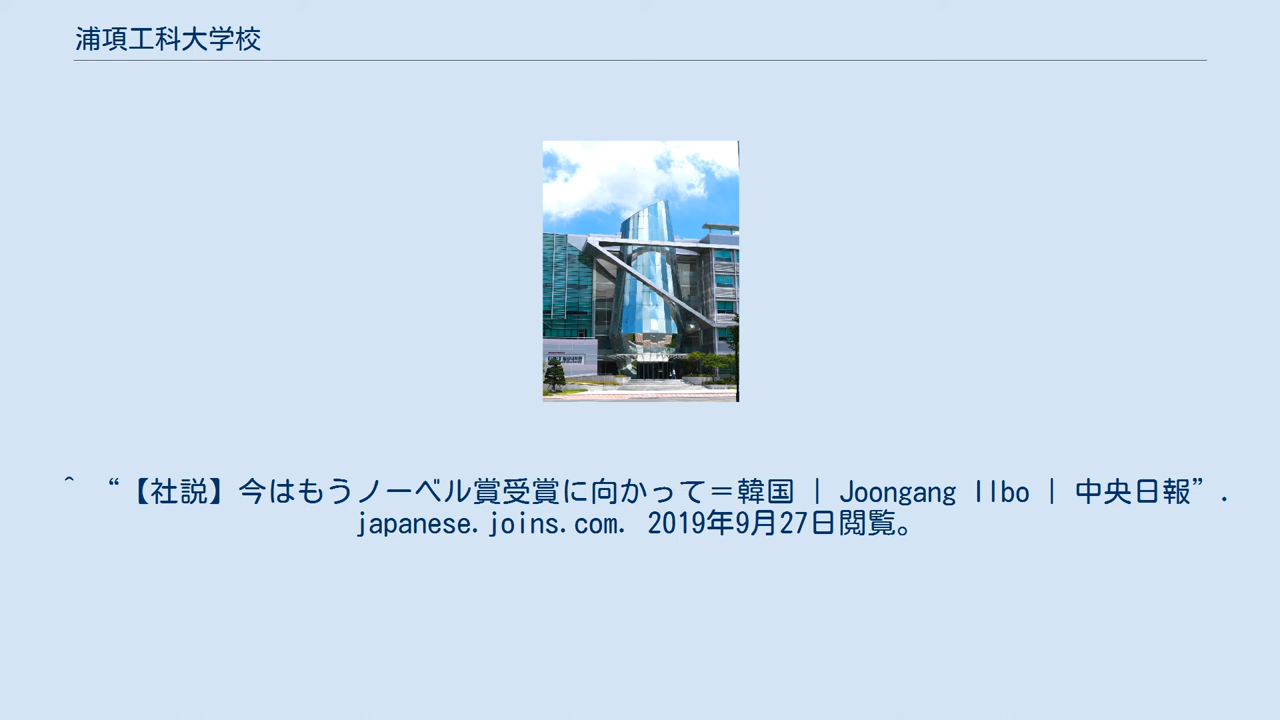 浦項工科大学校
^ “【社説】今はもうノーベル賞受賞に向かって＝韓国 | Joongang Ilbo | 中央日報”.
japanese.joins.com. 2019年9月27日閲覧。